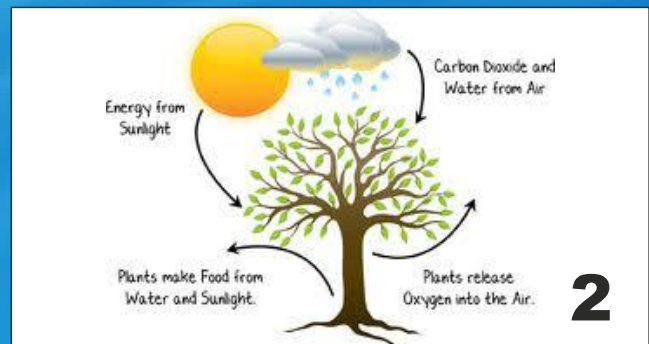 Carbon Dioxide and
Water from Air
Energy from
Sunlight
Plants make Food from
Water and Sunlight.
Plants release
Oxygen into the Air.
2